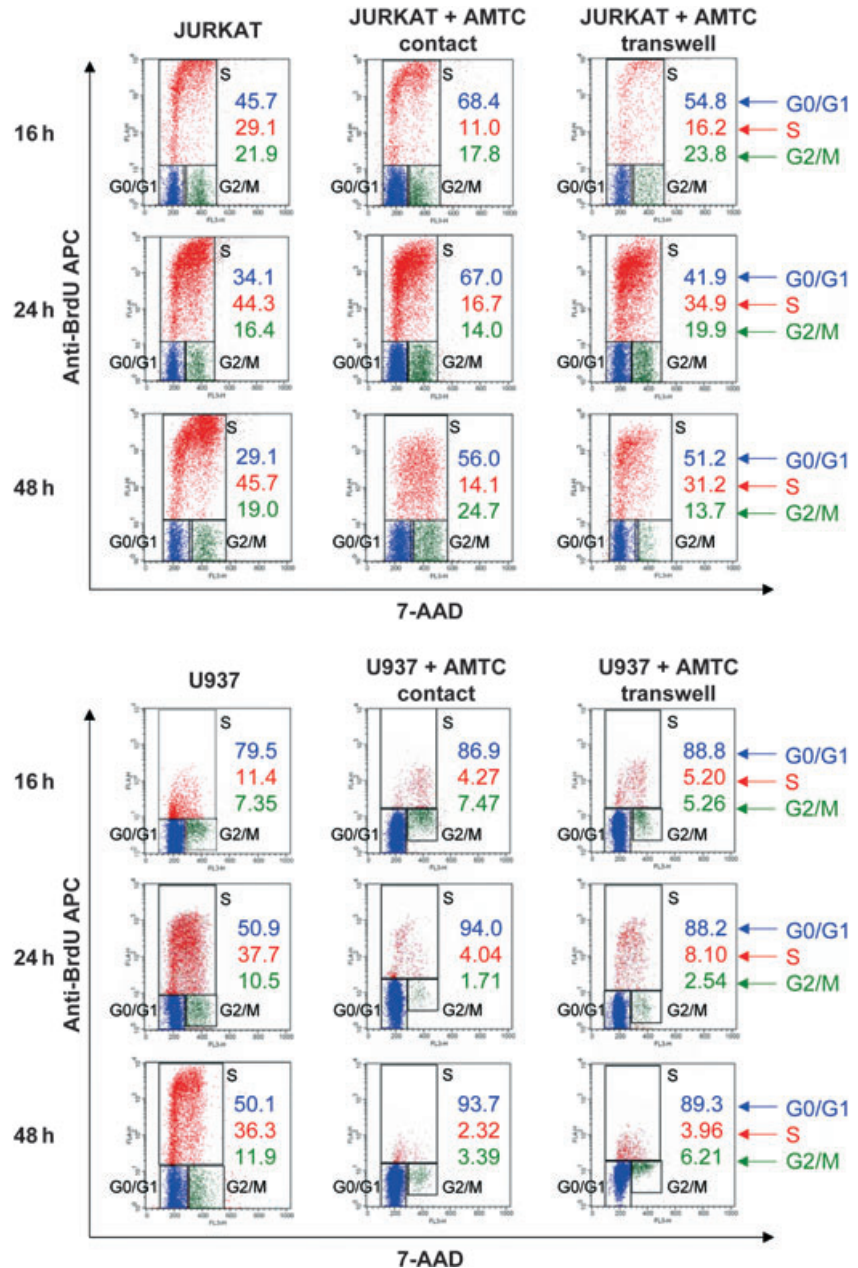 JURKAT
JURKAT + AMTC
contact
JURKAT + AMTC
transwell
Anti-BrdU APC
16 h
S
45.7
29.1
21.9
G0/G1
G2/M
S
68.4
11.0
17.8
G0/G1
G2/M
S
54.8
16.2
23.8
G0/G1
G2/M
G0/G1
S
G2/M
24 h
S
34.1
44.3
16.4
G0/G1
G2/M
S
67.0
16.7
14.0
G0/G1
G2/M
S
41.9
34.9
19.9
G0/G1
G2/M
G0/G1
S
G2/M
48 h
S
29.1
45.7
19.0
G0/G1
G2/M
S
56.0
14.1
24.7
G0/G1
G2/M
S
51.2
31.2
13.7
G0/G1
G2/M
G0/G1
S
G2/M
7-AAD
U937
U937 + AMTC
contact
U937 + AMTC
transwell
Anti-BrdU APC
16 h
S
79.5
11.4
7.35
G0/G1
G2/M
S
86.9
4.27
7.47
G0/G1
G2/M
S
88.8
5.20
5.26
G0/G1
G2/M
G0/G1
S
G2/M
24 h
S
50.9
37.7
10.5
G0/G1
G2/M
S
94.0
4.04
1.71
G0/G1
G2/M
S
88.2
8.10
2.54
G0/G1
G2/M
G0/G1
S
G2/M
48 h
S
50.1
36.3
11.9
G0/G1
G2/M
S
93.7
2.32
3.39
G0/G1
G2/M
S
89.3
3.96
6.21
G0/G1
G2/M
G0/G1
S
G2/M
7-AAD